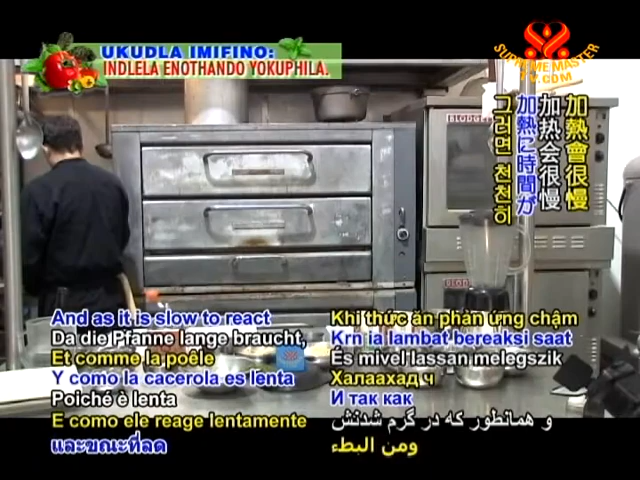 UKUDLA IMIFINO:
INDLELA ENOTHANDO YOKUPHILA.
SUPREME MASTER
TV.COM
BLODGETT
BLODGETT
加熱會很慢
加热会很慢
加熱に時間が
그러면 천천히
And as it is slow to react
Da die Pfanne lange braucht,
Et comme la poêle
Y como la cacerola es lenta
Poiché è lenta
E como ele reage lentamente
และขณะที่ลด
Khi thức ăn phản ứng chậm
Krn ia lambat bereaksi saat
És mivel lassan melegszik
Халаахад ч
И так как
و همانطور که در گرم شدنش
ومن البطء